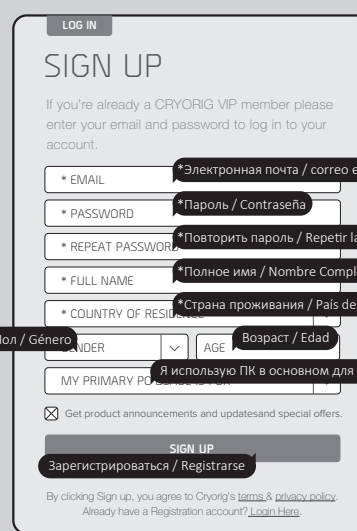 LOG IN
SIGN UP
If you're already a CRYORIG VIP member please
enter your email and password to log in to your
account.
* EMAIL
*Электронная почта / correo e
* PASSWORD
*Пароль / Contraseña
* REPEAT PASSWORD
*Повторить пароль / Repetir la
* FULL NAME
*Полное имя / Nombre Compl
* COUNTRY OF
*Страна проживания / País de
/ Género
AGE
Возраст / Edad
MY PRIMARY
Я использую ПК в основном для
Get product announcements and updatesand special offers.
SIGN UP
Зарегистрироваться / Registrarse
By clicking Sign up, you agree to Cryorig's terms & privacy policy.
Already have a Registration account? Login Here.